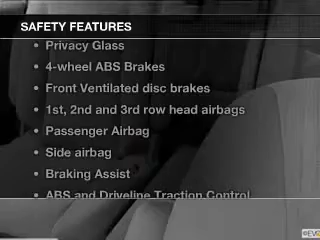 SAFETY FEATURES
• Privacy Glass
• 4-wheel ABS Brakes
• Front Ventilated disc brakes
• 1st, 2nd and 3rd row head airbags
• Passenger Airbag
• Side airbag
• Braking Assist
• ABS and Driveline Traction Control